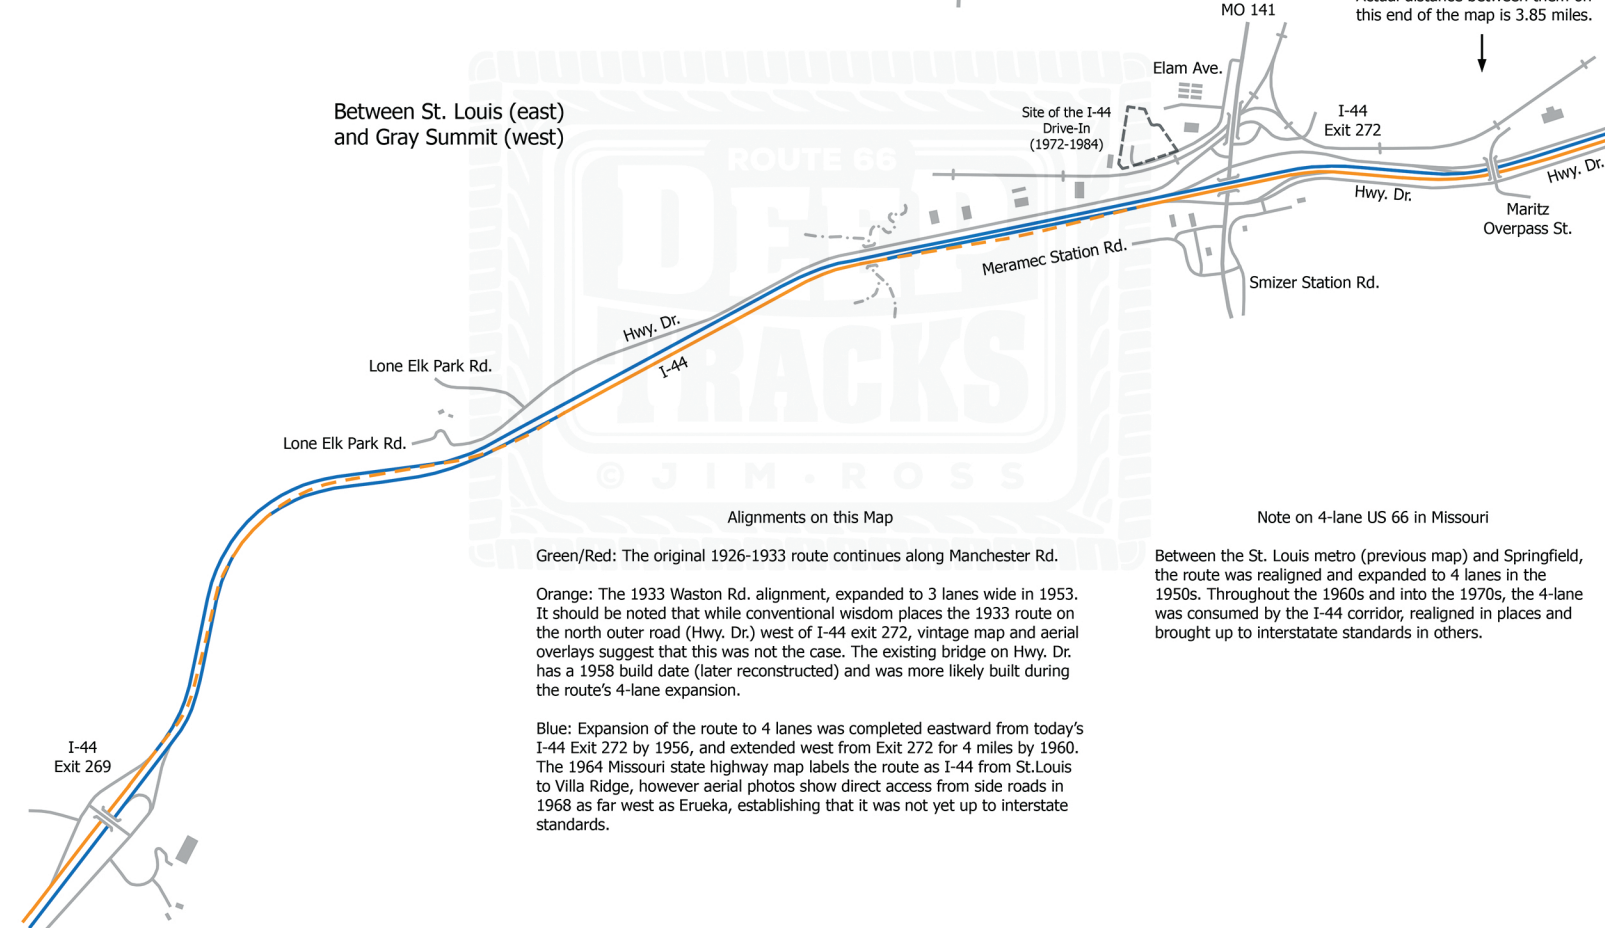 MO 141
Actual distance between them on
this end of the map is 3.85 miles.
Elam Ave.
Between St. Louis (east)
and Gray Summit (west)
Site of the I-44
Drive-In
(1972-1984)
I-44
Exit 272
ROUTE 66
DEEP
TRACKS
© JIM · ROSS
Hwy. Dr.
Hwy. Dr.
Maritz
Overpass St.
Meramec Station Rd.
Smizer Station Rd.
Hwy. Dr.
I-44
Lone Elk Park Rd.
Lone Elk Park Rd.
Alignments on this Map
Green/Red: The original 1926-1933 route continues along Manchester Rd.
Orange: The 1933 Waston Rd. alignment, expanded to 3 lanes wide in 1953.
It should be noted that while conventional wisdom places the 1933 route on
the north outer road (Hwy. Dr.) west of I-44 exit 272, vintage map and aerial
overlays suggest that this was not the case. The existing bridge on Hwy. Dr.
has a 1958 build date (later reconstructed) and was more likely built during
the route's 4-lane expansion.
Blue: Expansion of the route to 4 lanes was completed eastward from today's
I-44 Exit 272 by 1956, and extended west from Exit 272 for 4 miles by 1960.
The 1964 Missouri state highway map labels the route as I-44 from St.Louis
to Villa Ridge, however aerial photos show direct access from side roads in
1968 as far west as Erueka, establishing that it was not yet up to interstate
standards.
Note on 4-lane US 66 in Missouri
Between the St. Louis metro (previous map) and Springfield,
the route was realigned and expanded to 4 lanes in the
1950s. Throughout the 1960s and into the 1970s, the 4-lane
was consumed by the I-44 corridor, realigned in places and
brought up to interstatate standards in others.
I-44
Exit 269